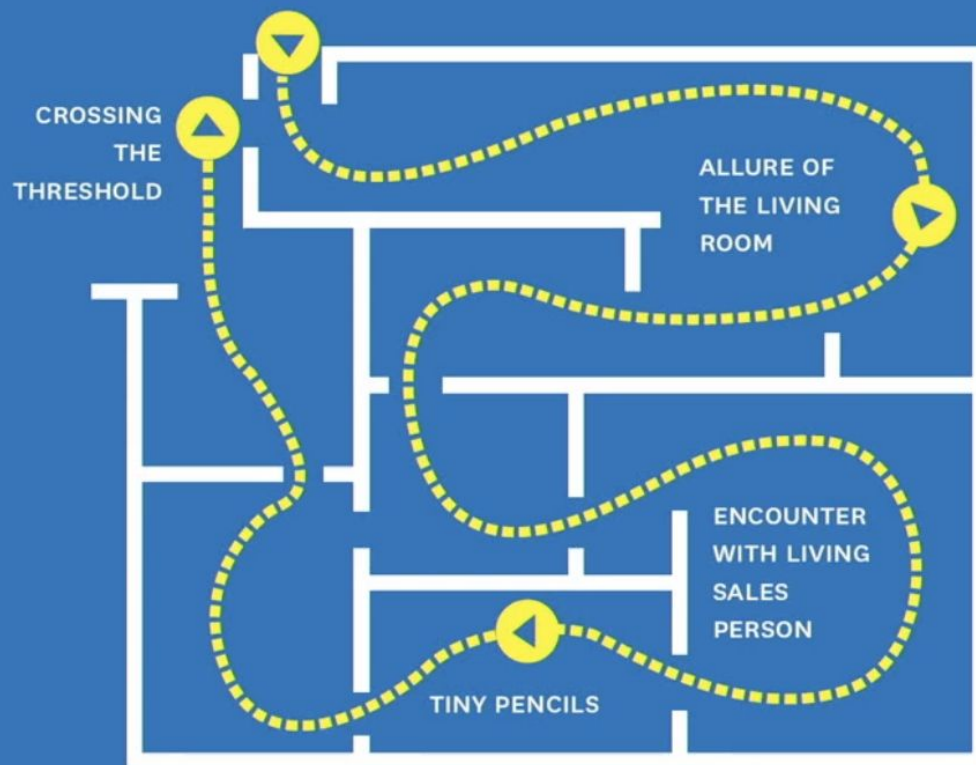 CROSSING
THE
THRESHOLD
ALLURE OF
THE LIVING
ROOM
ENCOUNTER
WITH LIVING
SALES
PERSON
TINY PENCILS